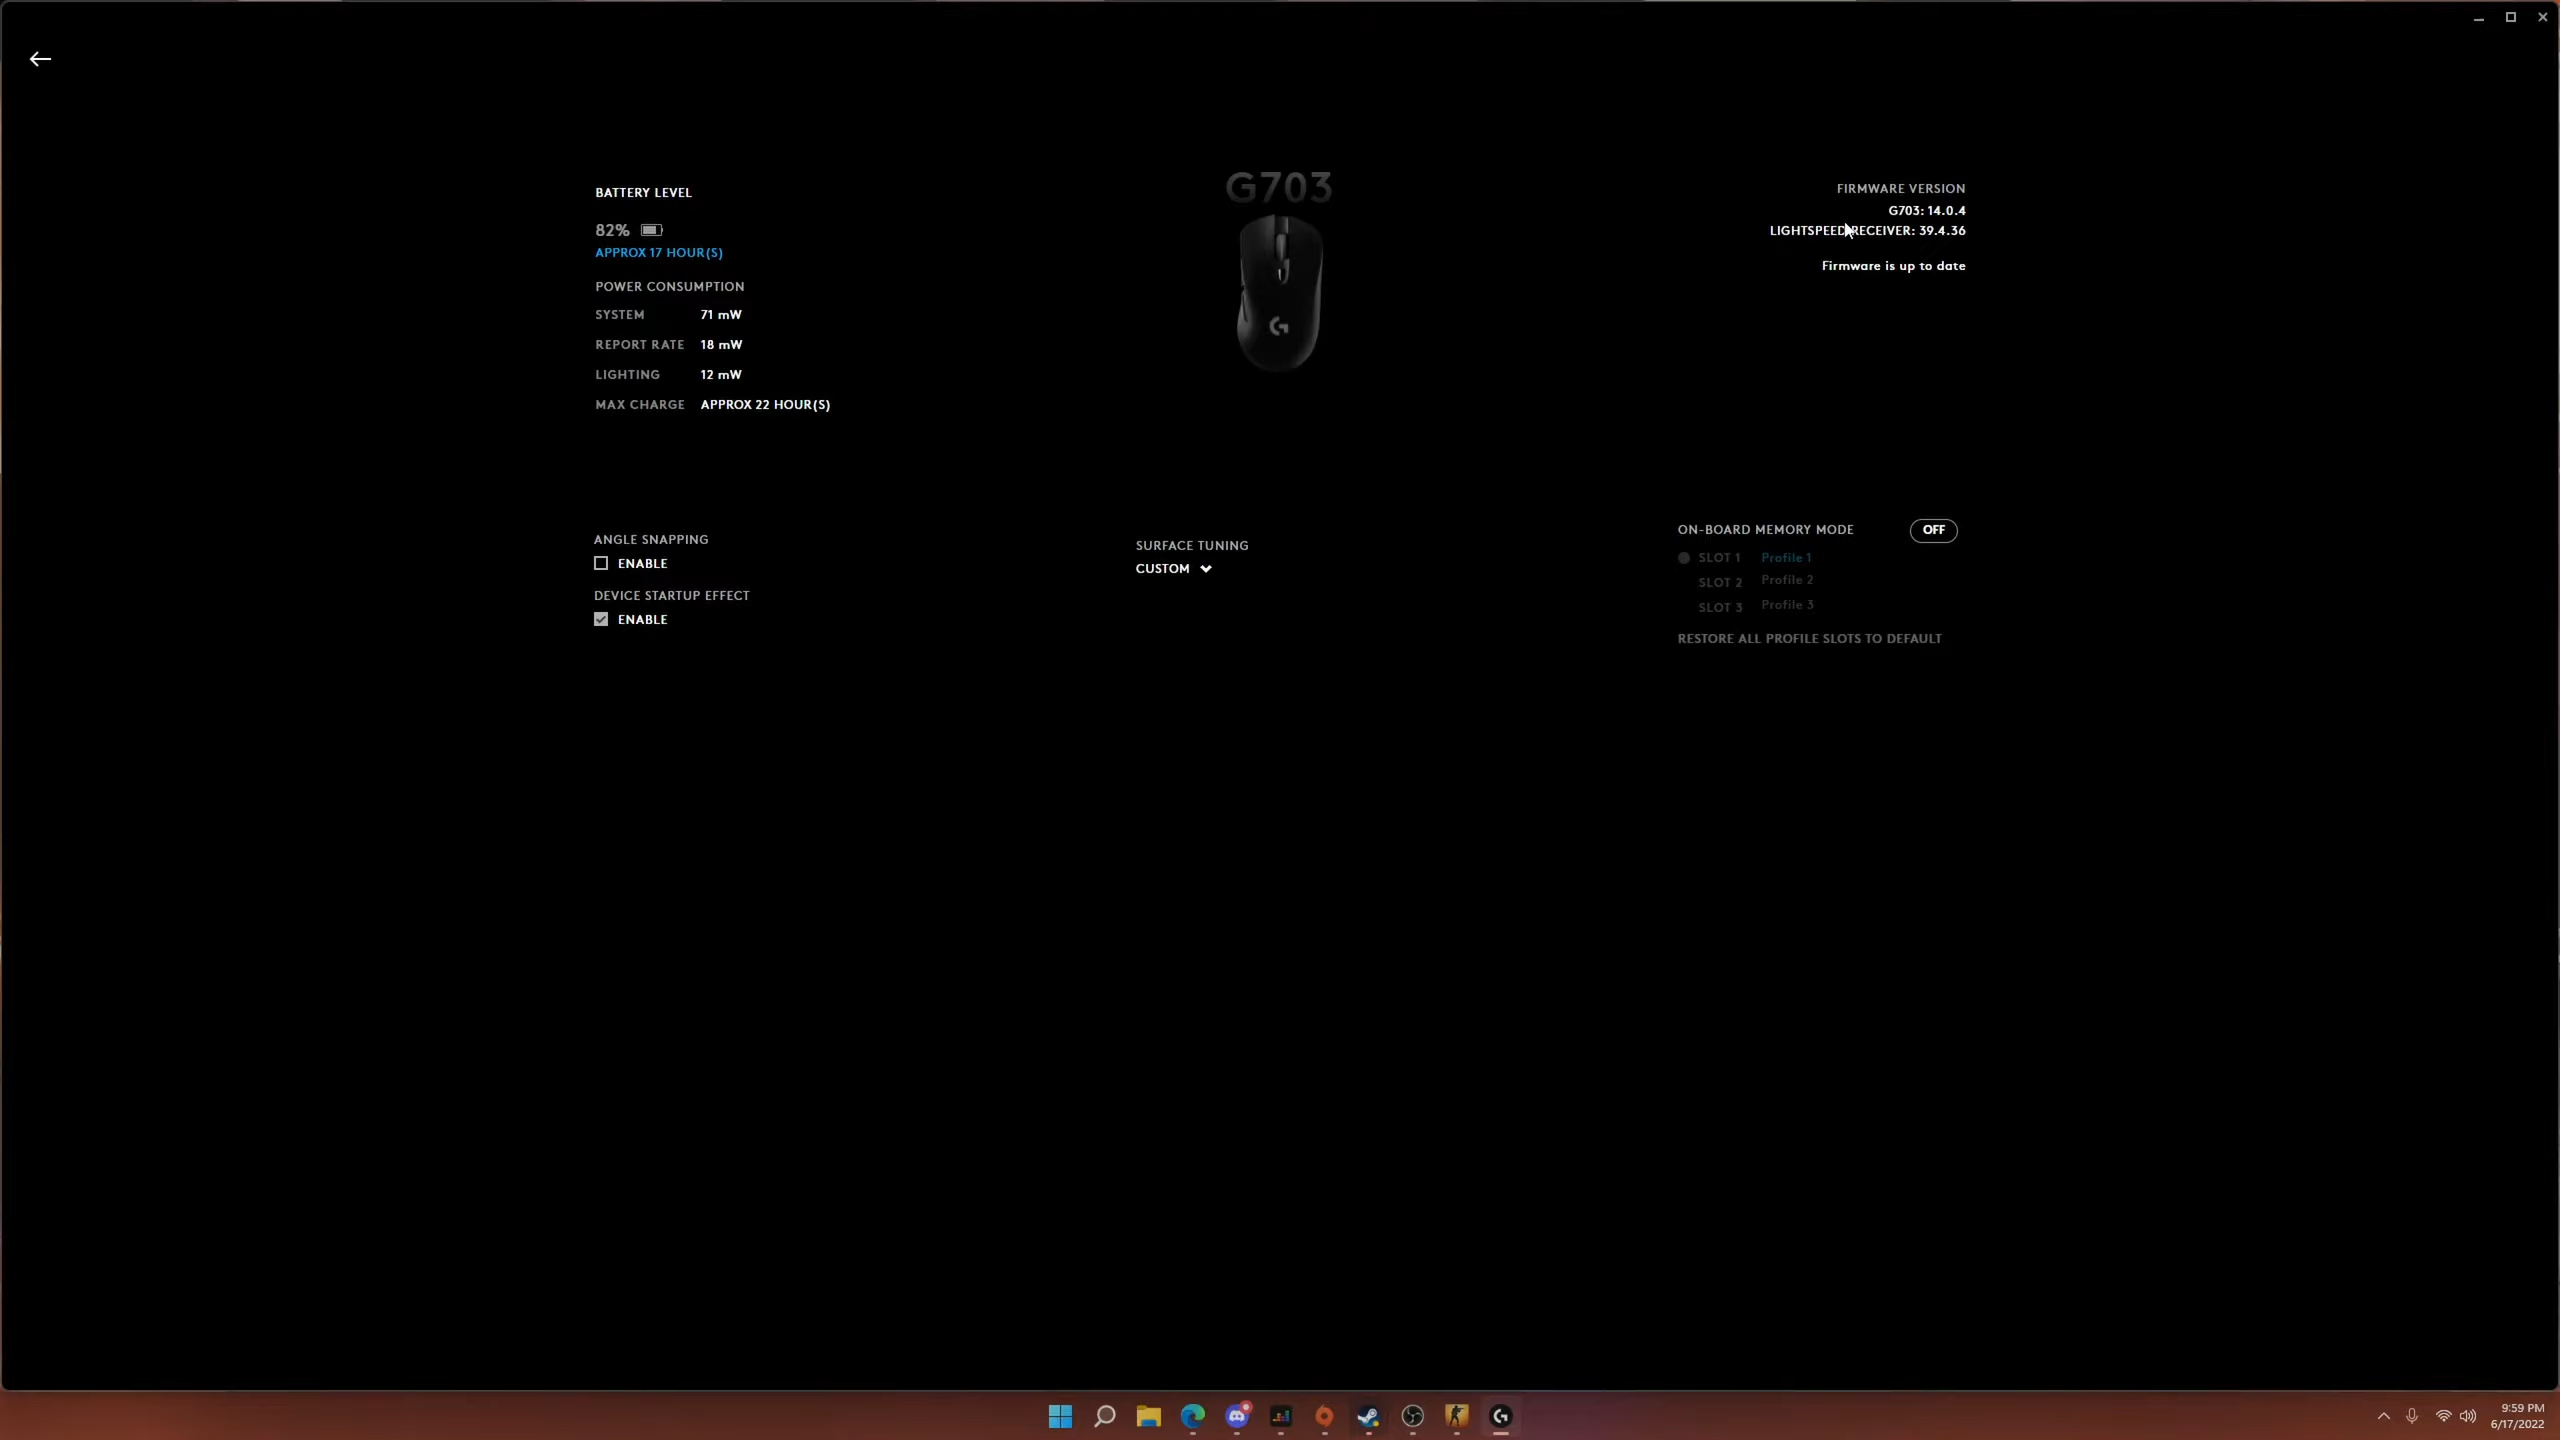 BATTERY LEVEL
82%
APPROX 17 HOUR(S)
POWER CONSUMPTION
SYSTEM 71 mW
REPORT RATE 18 mW
LIGHTING 12 mW
MAX CHARGE APPROX 22 HOUR(S)
G703
FIRMWARE VERSION
G703: 14.0.4
LIGHTSPEED RECEIVER: 39.4.36
Firmware is up to date
ANGLE SNAPPING
ENABLE
DEVICE STARTUP EFFECT
ENABLE
SURFACE TUNING
CUSTOM
ON-BOARD MEMORY MODE OFF
SLOT 1 Profile 1
SLOT 2 Profile 2
SLOT 3 Profile 3
RESTORE ALL PROFILE SLOTS TO DEFAULT
9:59 PM
6/17/2022